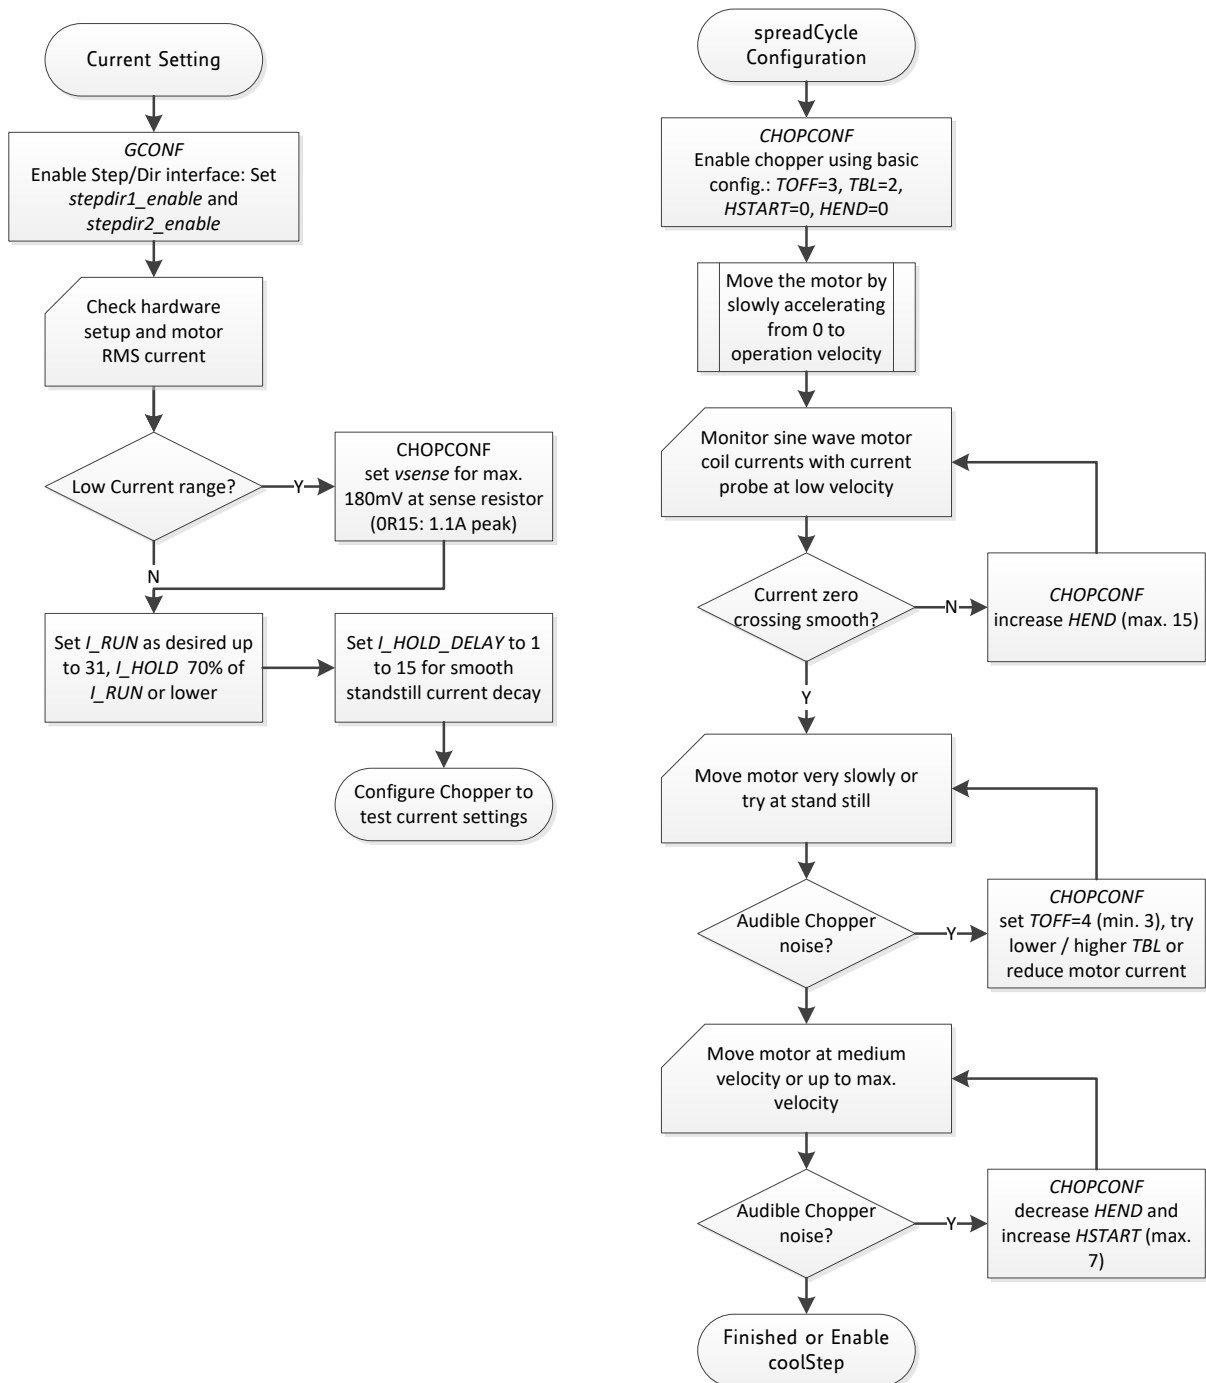 Current Setting
GCONF
Enable Step/Dir interface: Set
stepdir1_enable and
stepdir2_enable
Check hardware
setup and motor
RMS current
Low Current range?
Y
CHOPCONF
set vsense for max.
180mV at sense resistor
(0R15: 1.1A peak)
N
Set I_RUN as desired up
to 31, I_HOLD 70% of
I_RUN or lower
Set I_HOLD_DELAY to 1
to 15 for smooth
standstill current decay
Configure Chopper to
test current settings
spreadCycle
Configuration
CHOPCONF
Enable chopper using basic
config.: TOFF=3, TBL=2,
HSTART=0, HEND=0
Move the motor by
slowly accelerating
from 0 to
operation velocity
Monitor sine wave motor
coil currents with current
probe at low velocity
Current zero
crossing smooth?
N
CHOPCONF
increase HEND (max. 15)
Y
Move motor very slowly or
try at stand still
Audible Chopper
noise?
Y
CHOPCONF
set TOFF=4 (min. 3), try
lower / higher TBL or
reduce motor current
Move motor at medium
velocity or up to max.
velocity
Audible Chopper
noise?
Y
CHOPCONF
decrease HEND and
increase HSTART (max.
7)
Finished or Enable
coolStep